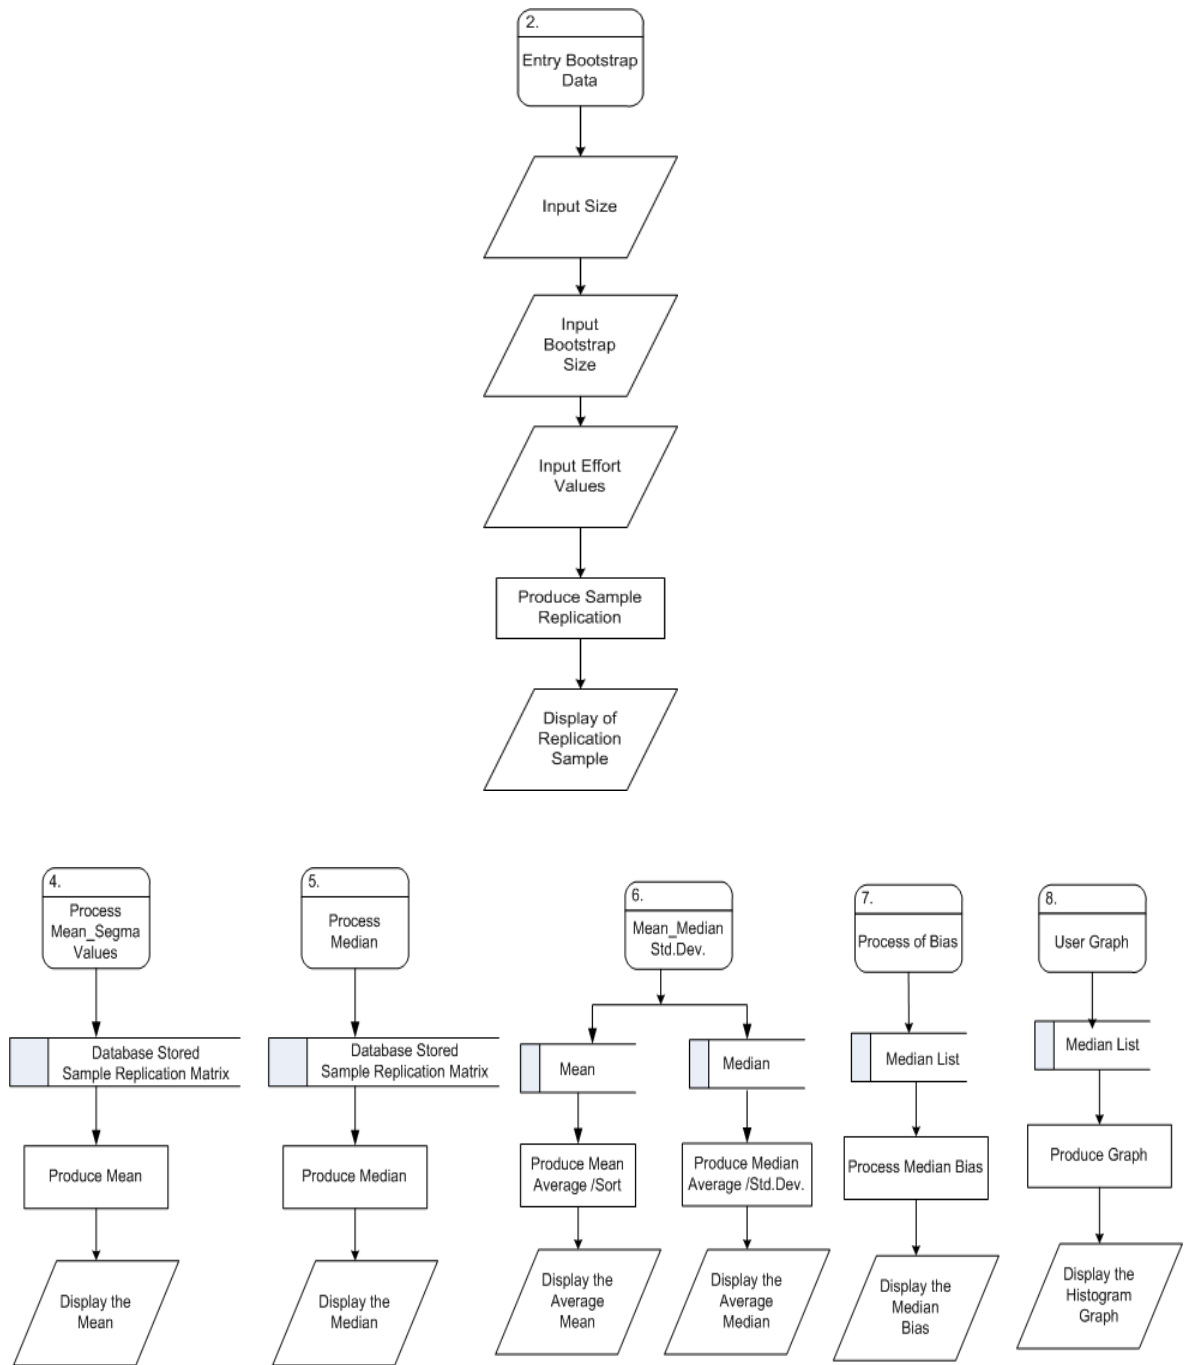 2.
Entry Bootstrap
Data
Input Size
Input
Bootstrap
Size
Input Effort
Values
Produce Sample
Replication
Display of
Replication
Sample
4.
Process
Mean_Segma
Values
Database Stored
Sample Replication Matrix
Produce Mean
Display the
Mean
5.
Process
Median
Database Stored
Sample Replication Matrix
Produce Median
Display the
Median
6.
Mean_Median
Std.Dev.
Mean
Produce Mean
Average /Sort
Display the
Average
Mean
Median
Produce Median
Average /Std.Dev.
Display the
Average
Median
7.
Process of Bias
Median List
Process Median Bias
Display the
Median
Bias
8.
User Graph
Median List
Produce Graph
Display the
Histogram
Graph